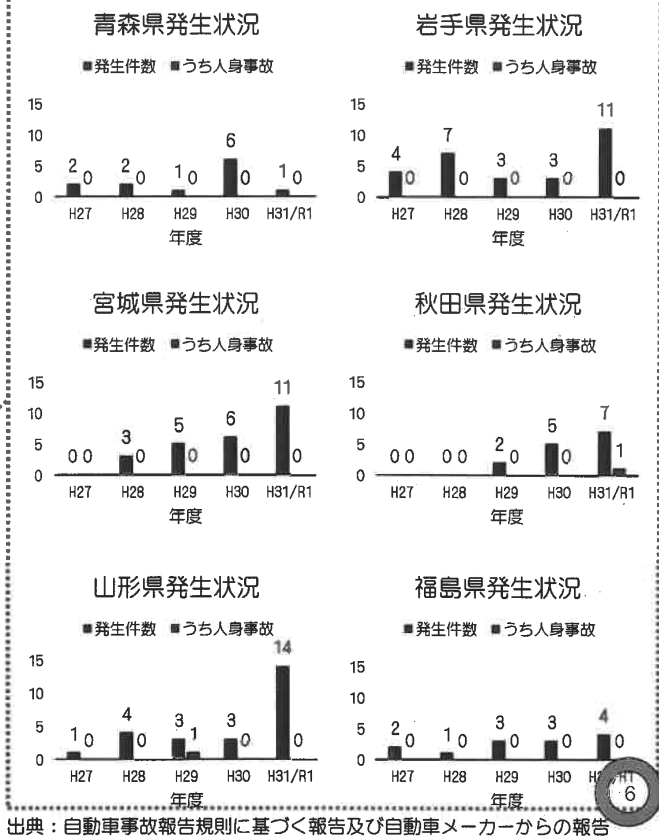 青森県発生状況
■発生件数 ■うち人身事故
15
10
5
0
2 0 2 0 1 0 6 0 1 0
H27 H28 H29 H30 H31/R1
年度
岩手県発生状況
■発生件数 ■うち人身事故
15
10
5
0
4 0 7 0 3 0 3 0 11 0
H27 H28 H29 H30 H31/R1
年度
宮城県発生状況
■発生件数 ■うち人身事故
15
10
5
0
0 0 3 0 5 0 6 0 11 0
H27 H28 H29 H30 H31/R1
年度
秋田県発生状況
■発生件数 ■うち人身事故
15
10
5
0
0 0 0 0 2 0 5 0 7 1
H27 H28 H29 H30 H31/R1
年度
山形県発生状況
■発生件数 ■うち人身事故
15
10
5
0
1 0 4 0 3 1 3 0 14 0
H27 H28 H29 H30 H31/R1
年度
福島県発生状況
■発生件数 ■うち人身事故
15
10
5
0
2 0 1 0 3 0 3 0 4 0
H27 H28 H29 H30
年度
6
出典：自動車事故報告規則に基づく報告及び自動車メーカーからの報告